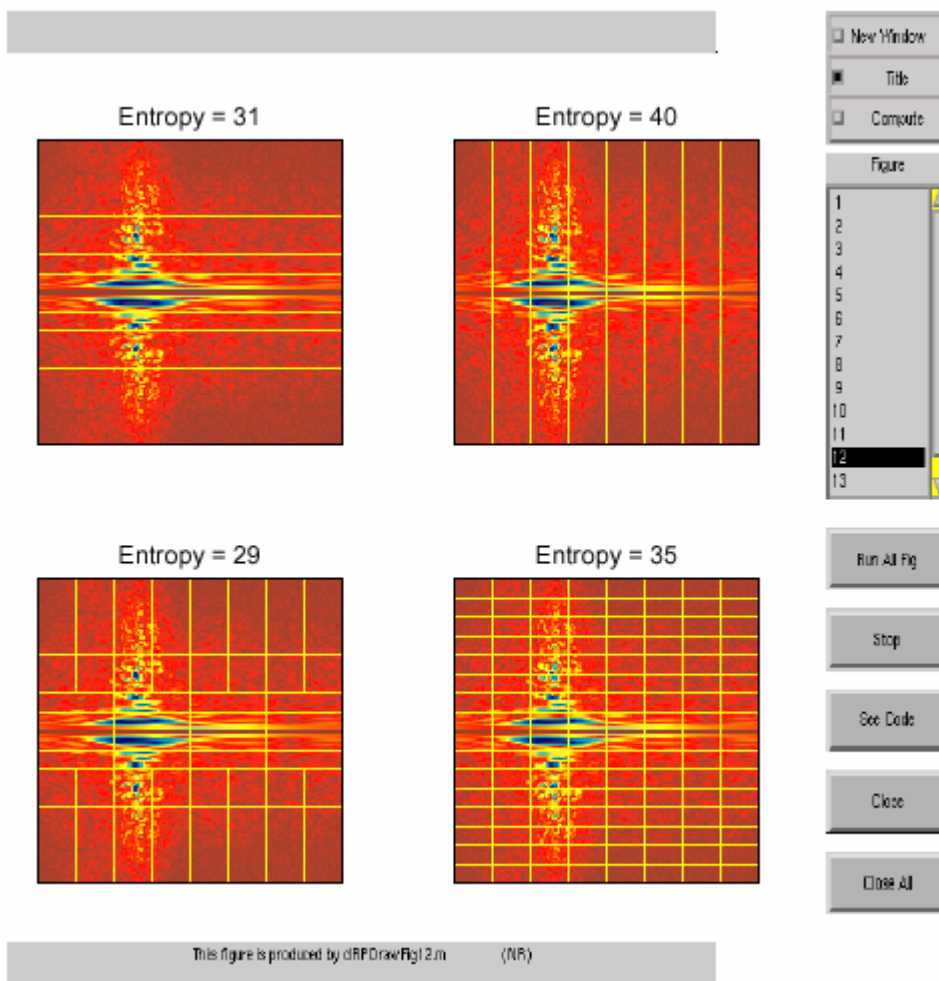 New Window
Title
Compute
Figure
Entropy = 31
Entropy = 40
1
2
3
4
5
6
7
8
9
10
11
12
13
Entropy = 29
Entropy = 35
Run All Fig
Stop
See Code
Close
Close All
This figure is produced by clRPDrawFig12.m (NR)